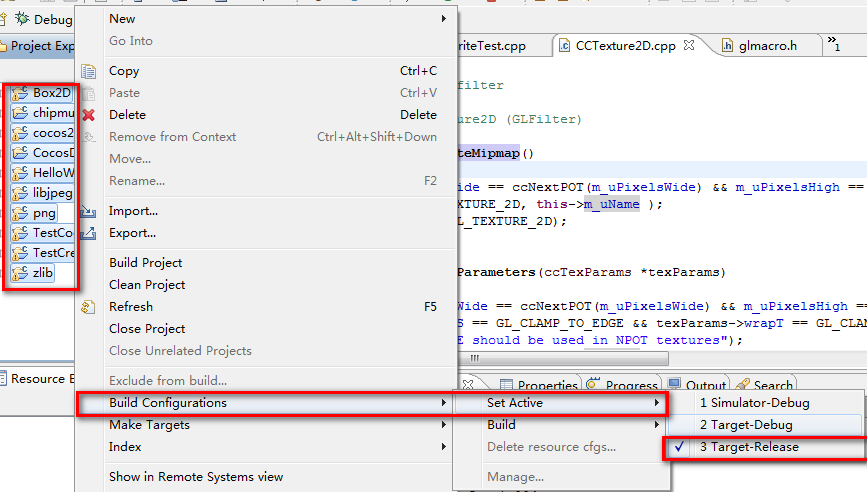 Debug
New
Go Into
Copy Ctrl+C
Paste Ctrl+V
Delete Delete
Remove from Context Ctrl+Alt+Shift+Down
Move...
Rename... F2
Import...
Export...
Build Project
Clean Project
Refresh F5
Close Project
Close Unrelated Projects
Exclude from build...
Build Configurations
Make Targets
Index
Show in Remote Systems view
Project Exp
Box2D
chipmu
cocos2
CocosD
HelloW
libjpeg
png
TestCo
TestCre
zlib
Resource E
riteTest.cpp
CCTexture2D.cpp
glmacro.h
»1
filter
ure2D (GLFilter)
teMipmap()
ide == ccNextPOT(m_uPixelsWide) && m_uPixelsHigh ==
XTURE_2D, this->m_uName );
L_TEXTURE_2D);
Parameters(ccTexParams *texParams)
Wide == ccNextPOT(m_uPixelsWide) && m_uPixelsHigh ==
S == GL_CLAMP_TO_EDGE && texParams->wrapT == GL_CLAM
E should be used in NPOT textures");
Properties
Progress
Output
Search
Set Active
Build
Delete resource cfgs...
Manage...
1 Simulator-Debug
2 Target-Debug
3 Target-Release